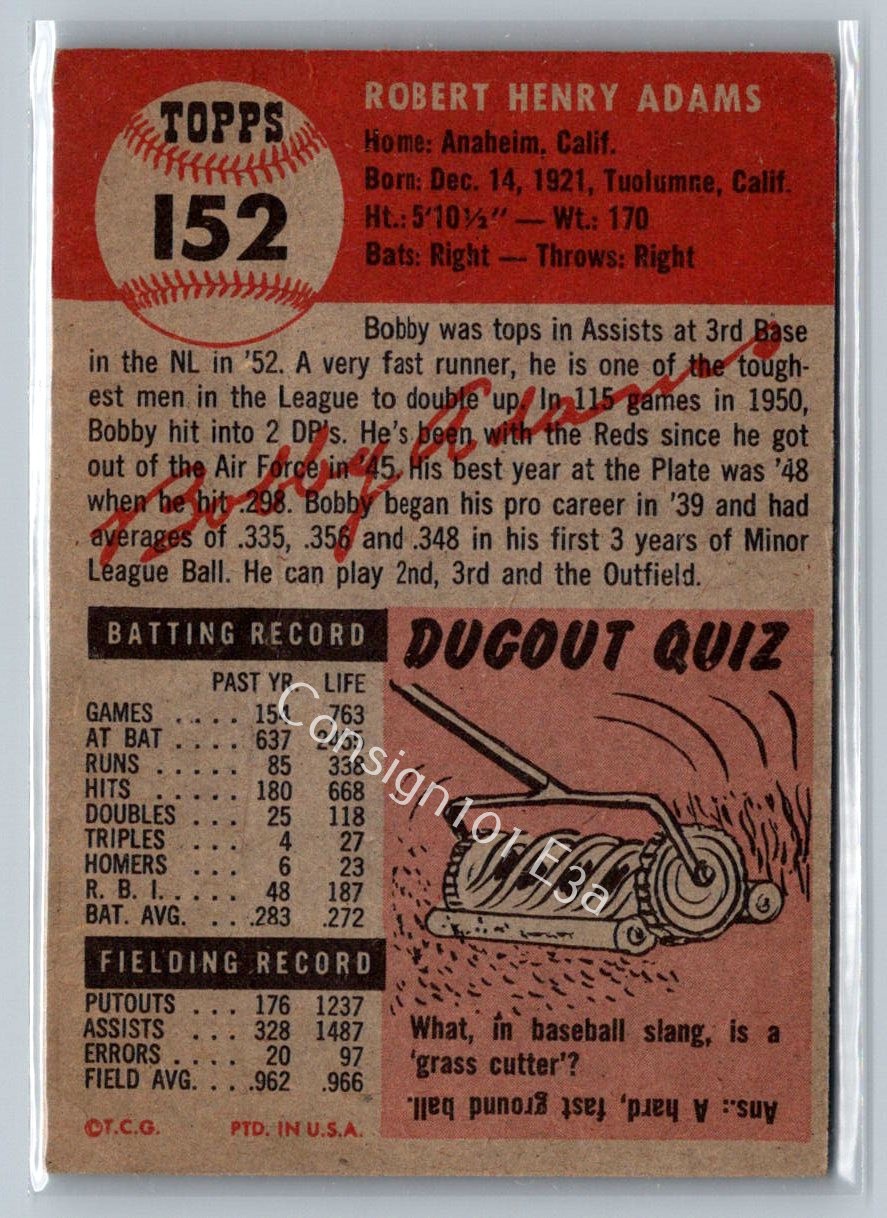 TOPPS
152
ROBERT HENRY ADAMS
Home: Anaheim, Calif.
Born: Dec. 14, 1921, Tuolumne, Calif.
Ht.: 5'10½" — Wt.: 170
Bats: Right — Throws: Right
Bobby was tops in Assists at 3rd Base
in the NL in '52. A very fast runner, he is one of the tough-
est men in the League to double up. In 115 games in 1950,
Bobby hit into 2 DP's. He's been with the Reds since he got
out of the Air Force in '45. His best year at the Plate was '48
when he hit .298. Bobby began his pro career in '39 and had
averages of .335, .356 and .348 in his first 3 years of Minor
League Ball. He can play 2nd, 3rd and the Outfield.
Bobby Adams
BATTING RECORD
PAST YR. LIFE
GAMES .... 154 763
AT BAT .... 637
RUNS ..... 85 338
HITS ..... 180 668
DOUBLES ... 25 118
TRIPLES ... 4 27
HOMERS ... 6 23
R. B. I. .... 48 187
BAT. AVG. . . .283 .272
FIELDING RECORD
PUTOUTS ... 176 1237
ASSISTS ... 328 1487
ERRORS .... 20 97
FIELD AVG. . . .962 .966
©T.C.G. PTD. IN U.S.A.
DUGOUT QUIZ
What, in baseball slang, is a
'grass cutter'?
Ans.: A hard, fast ground ball.
Consign101 E3a